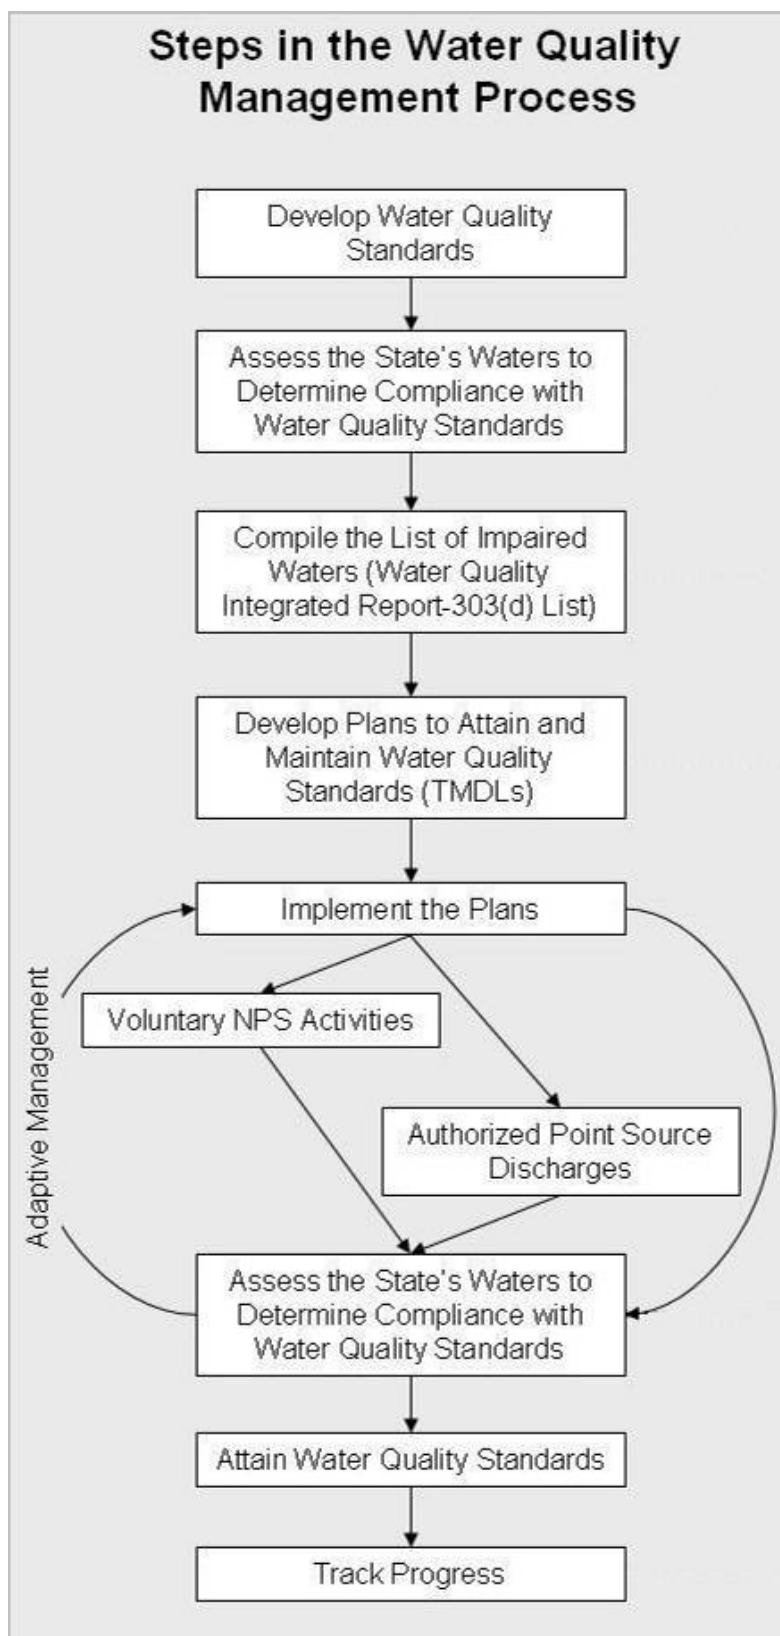 Steps in the Water Quality
Management Process
Develop Water Quality
Standards
Assess the State's Waters to
Determine Compliance with
Water Quality Standards
Compile the List of Impaired
Waters (Water Quality
Integrated Report-303(d) List)
Develop Plans to Attain and
Maintain Water Quality
Standards (TMDLs)
Implement the Plans
Adaptive Management
Voluntary NPS Activities
Authorized Point Source
Discharges
Assess the State's Waters to
Determine Compliance with
Water Quality Standards
Attain Water Quality Standards
Track Progress